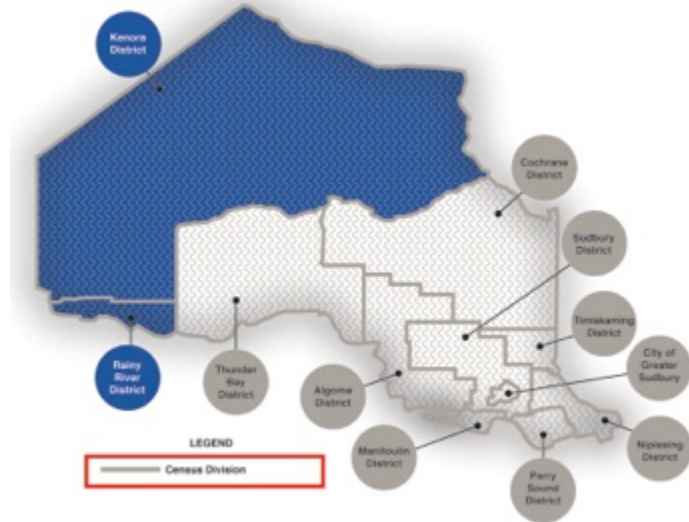 Kenora
District
Cochrane
District
Sudbury
District
Timiskaming
District
Rainy
River
District
Thunder
Bay
District
City of
Greater
Sudbury
Algoma
District
Manitoulin
District
Nipissing
District
Parry
Sound
District
LEGEND
Census Division